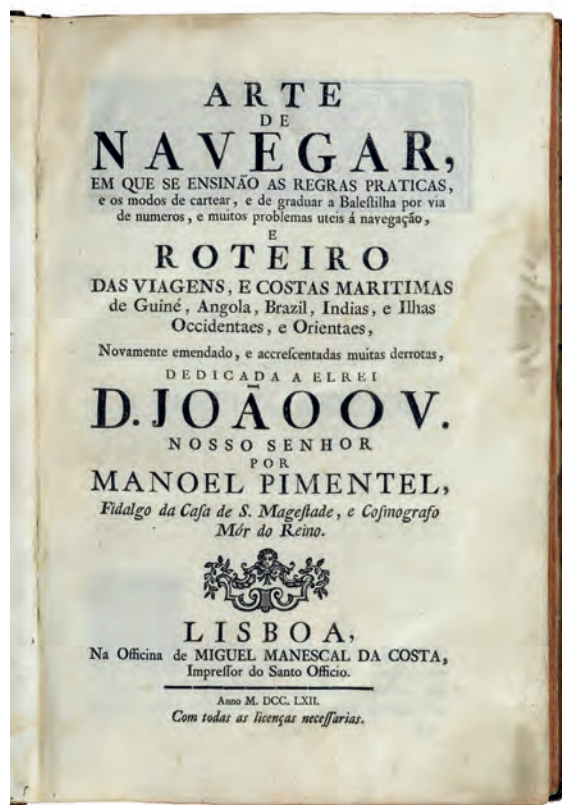 ARTE
DE
NAVEGAR,
EM QUE SE ENSINÃO AS REGRAS PRATICAS,
e os modos de cartear, e de graduar a Baleſtilha por via
de numeros, e muitos problemas uteis á navegação,
E
ROTEIRO
DAS VIAGENS, E COSTAS MARITIMAS
de Guiné, Angola, Brazil, Indias, e Ilhas
Occidentaes, e Orientaes,
Novamente emendado, e accreſcentadas muitas derrotas,
DEDICADA A ELREI
D. JOÃO O V.
NOSSO SENHOR
POR
MANOEL PIMENTEL,
Fidalgo da Caſa de S. Mageſtade, e Coſmografo
Mór do Reino.
LISBOA,
Na Officina de MIGUEL MANESCAL DA COSTA,
Impreſſor do Santo Officio.
Anno M. DCC. LXII.
Com todas as licenças neceſſarias.